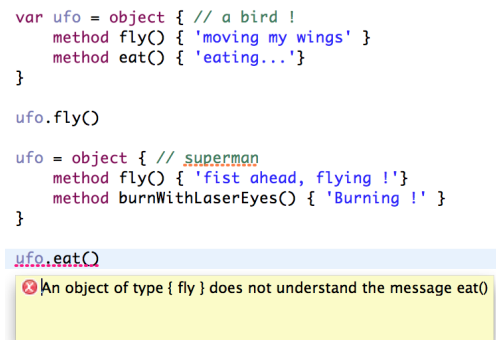 var ufo = object { // a bird !
method fly() { 'moving my wings' }
method eat() { 'eating...'}
}
ufo.fly()
ufo = object { // superman
method fly() { 'fist ahead, flying !'}
method burnWithLaserEyes() { 'Burning !' }
}
ufo.eat()
An object of type { fly } does not understand the message eat()